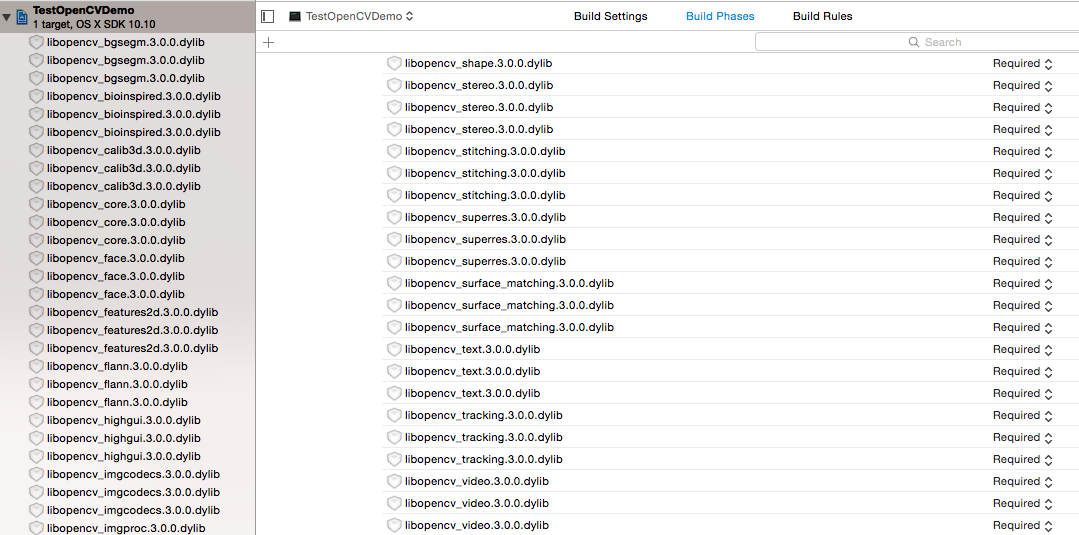 TestOpenCVDemo
1 target, OS X SDK 10.10
libopencv_bgsegm.3.0.0.dylib
libopencv_bgsegm.3.0.0.dylib
libopencv_bgsegm.3.0.0.dylib
libopencv_bioinspired.3.0.0.dylib
libopencv_bioinspired.3.0.0.dylib
libopencv_bioinspired.3.0.0.dylib
libopencv_calib3d.3.0.0.dylib
libopencv_calib3d.3.0.0.dylib
libopencv_calib3d.3.0.0.dylib
libopencv_core.3.0.0.dylib
libopencv_core.3.0.0.dylib
libopencv_core.3.0.0.dylib
libopencv_face.3.0.0.dylib
libopencv_face.3.0.0.dylib
libopencv_face.3.0.0.dylib
libopencv_features2d.3.0.0.dylib
libopencv_features2d.3.0.0.dylib
libopencv_features2d.3.0.0.dylib
libopencv_flann.3.0.0.dylib
libopencv_flann.3.0.0.dylib
libopencv_flann.3.0.0.dylib
libopencv_highgui.3.0.0.dylib
libopencv_highgui.3.0.0.dylib
libopencv_highgui.3.0.0.dylib
libopencv_imgcodecs.3.0.0.dylib
libopencv_imgcodecs.3.0.0.dylib
libopencv_imgcodecs.3.0.0.dylib
libopencv_imgproc.3.0.0.dylib
TestOpenCVDemo Build Settings Build Phases Build Rules
Search
libopencv_shape.3.0.0.dylib Required
libopencv_stereo.3.0.0.dylib Required
libopencv_stereo.3.0.0.dylib Required
libopencv_stereo.3.0.0.dylib Required
libopencv_stitching.3.0.0.dylib Required
libopencv_stitching.3.0.0.dylib Required
libopencv_stitching.3.0.0.dylib Required
libopencv_superres.3.0.0.dylib Required
libopencv_superres.3.0.0.dylib Required
libopencv_superres.3.0.0.dylib Required
libopencv_surface_matching.3.0.0.dylib Required
libopencv_surface_matching.3.0.0.dylib Required
libopencv_surface_matching.3.0.0.dylib Required
libopencv_text.3.0.0.dylib Required
libopencv_text.3.0.0.dylib Required
libopencv_text.3.0.0.dylib Required
libopencv_tracking.3.0.0.dylib Required
libopencv_tracking.3.0.0.dylib Required
libopencv_tracking.3.0.0.dylib Required
libopencv_video.3.0.0.dylib Required
libopencv_video.3.0.0.dylib Required
libopencv_video.3.0.0.dylib Required